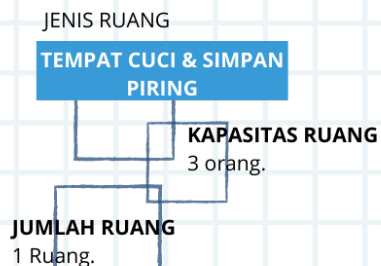 JENIS RUANG
TEMPAT CUCI & SIMPAN
PIRING
KAPASITAS RUANG
3 orang.
JUMLAH RUANG
1 Ruang.